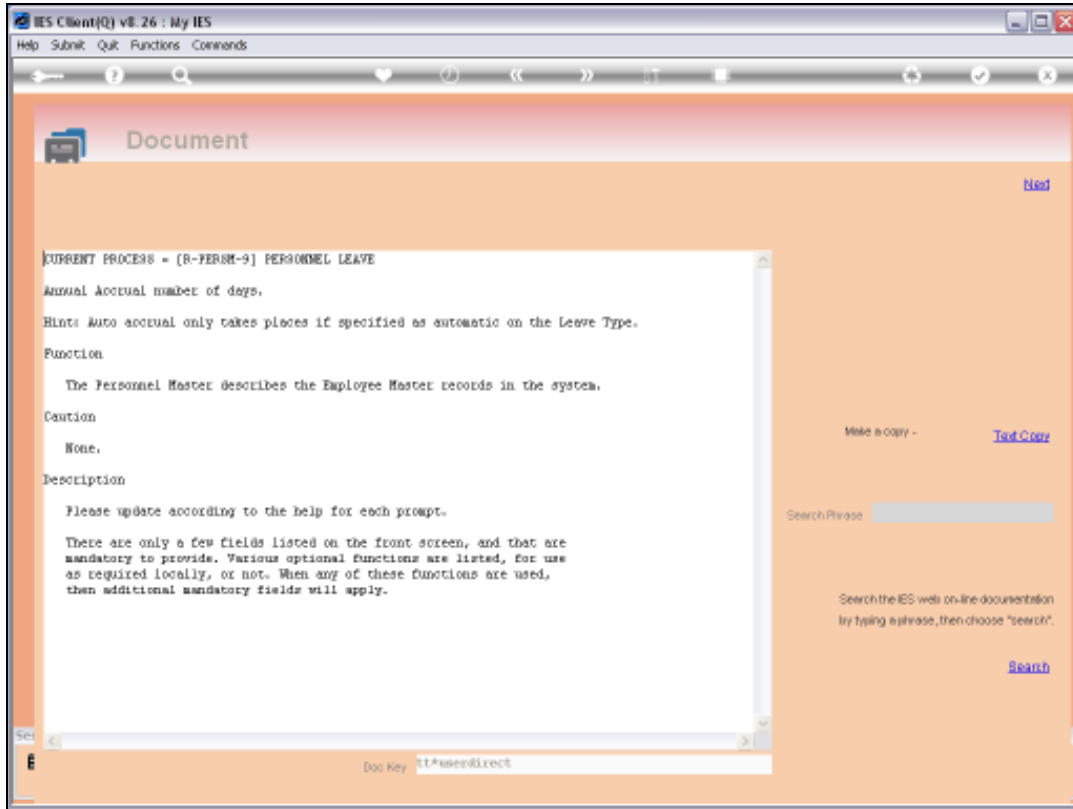 IES Client(Q) v8.26 : My IES
Help Submit Quit Functions Commands
Document
Next
CURRENT PROCESS = [R-PERSM-9] PERSONNEL LEAVE
Annual Accrual number of days.
Hint: Auto accrual only takes places if specified as automatic on the Leave Type.
Function
The Personnel Master describes the Employee Master records in the system.
Caution
None.
Description
Please update according to the help for each prompt.
There are only a few fields listed on the front screen, and that are
mandatory to provide. Various optional functions are listed, for use
as required locally, or not. When any of these functions are used,
then additional mandatory fields will apply.
Make a copy -
Text Copy
Search Phrase
Search the IES web on-line documentation
by typing a phrase, then choose "search".
Search
Ses
Doc Key tt*userdirect